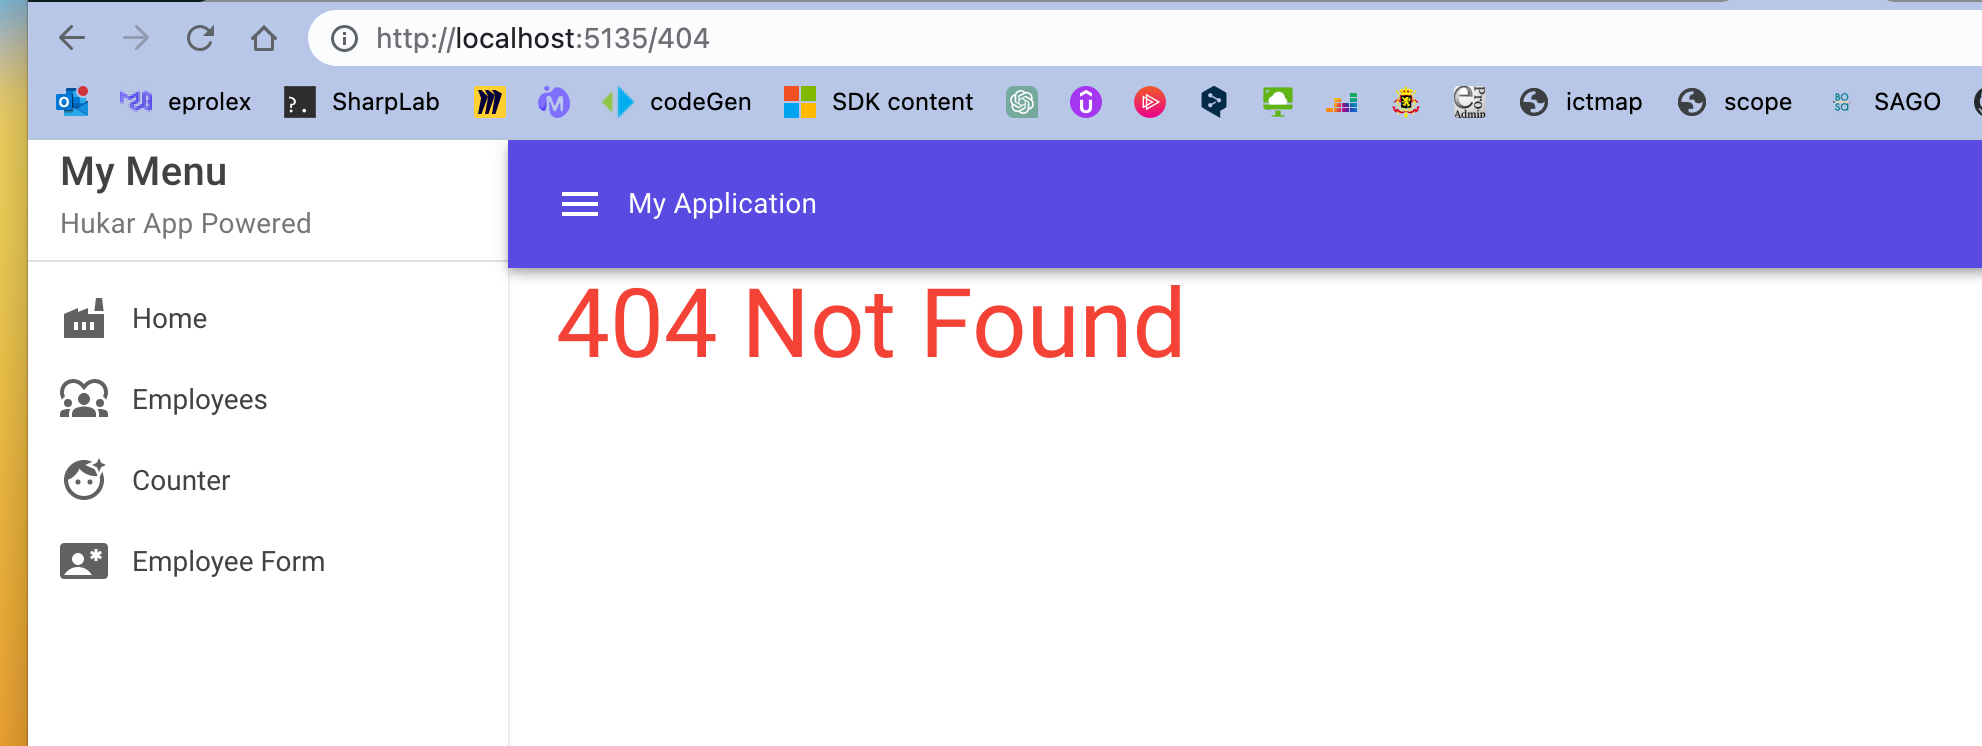 http://localhost:5135/404
eprolex SharpLab codeGen SDK content ictmap scope SAGO
My Menu
Hukar App Powered
My Application
404 Not Found
Home
Employees
Counter
Employee Form